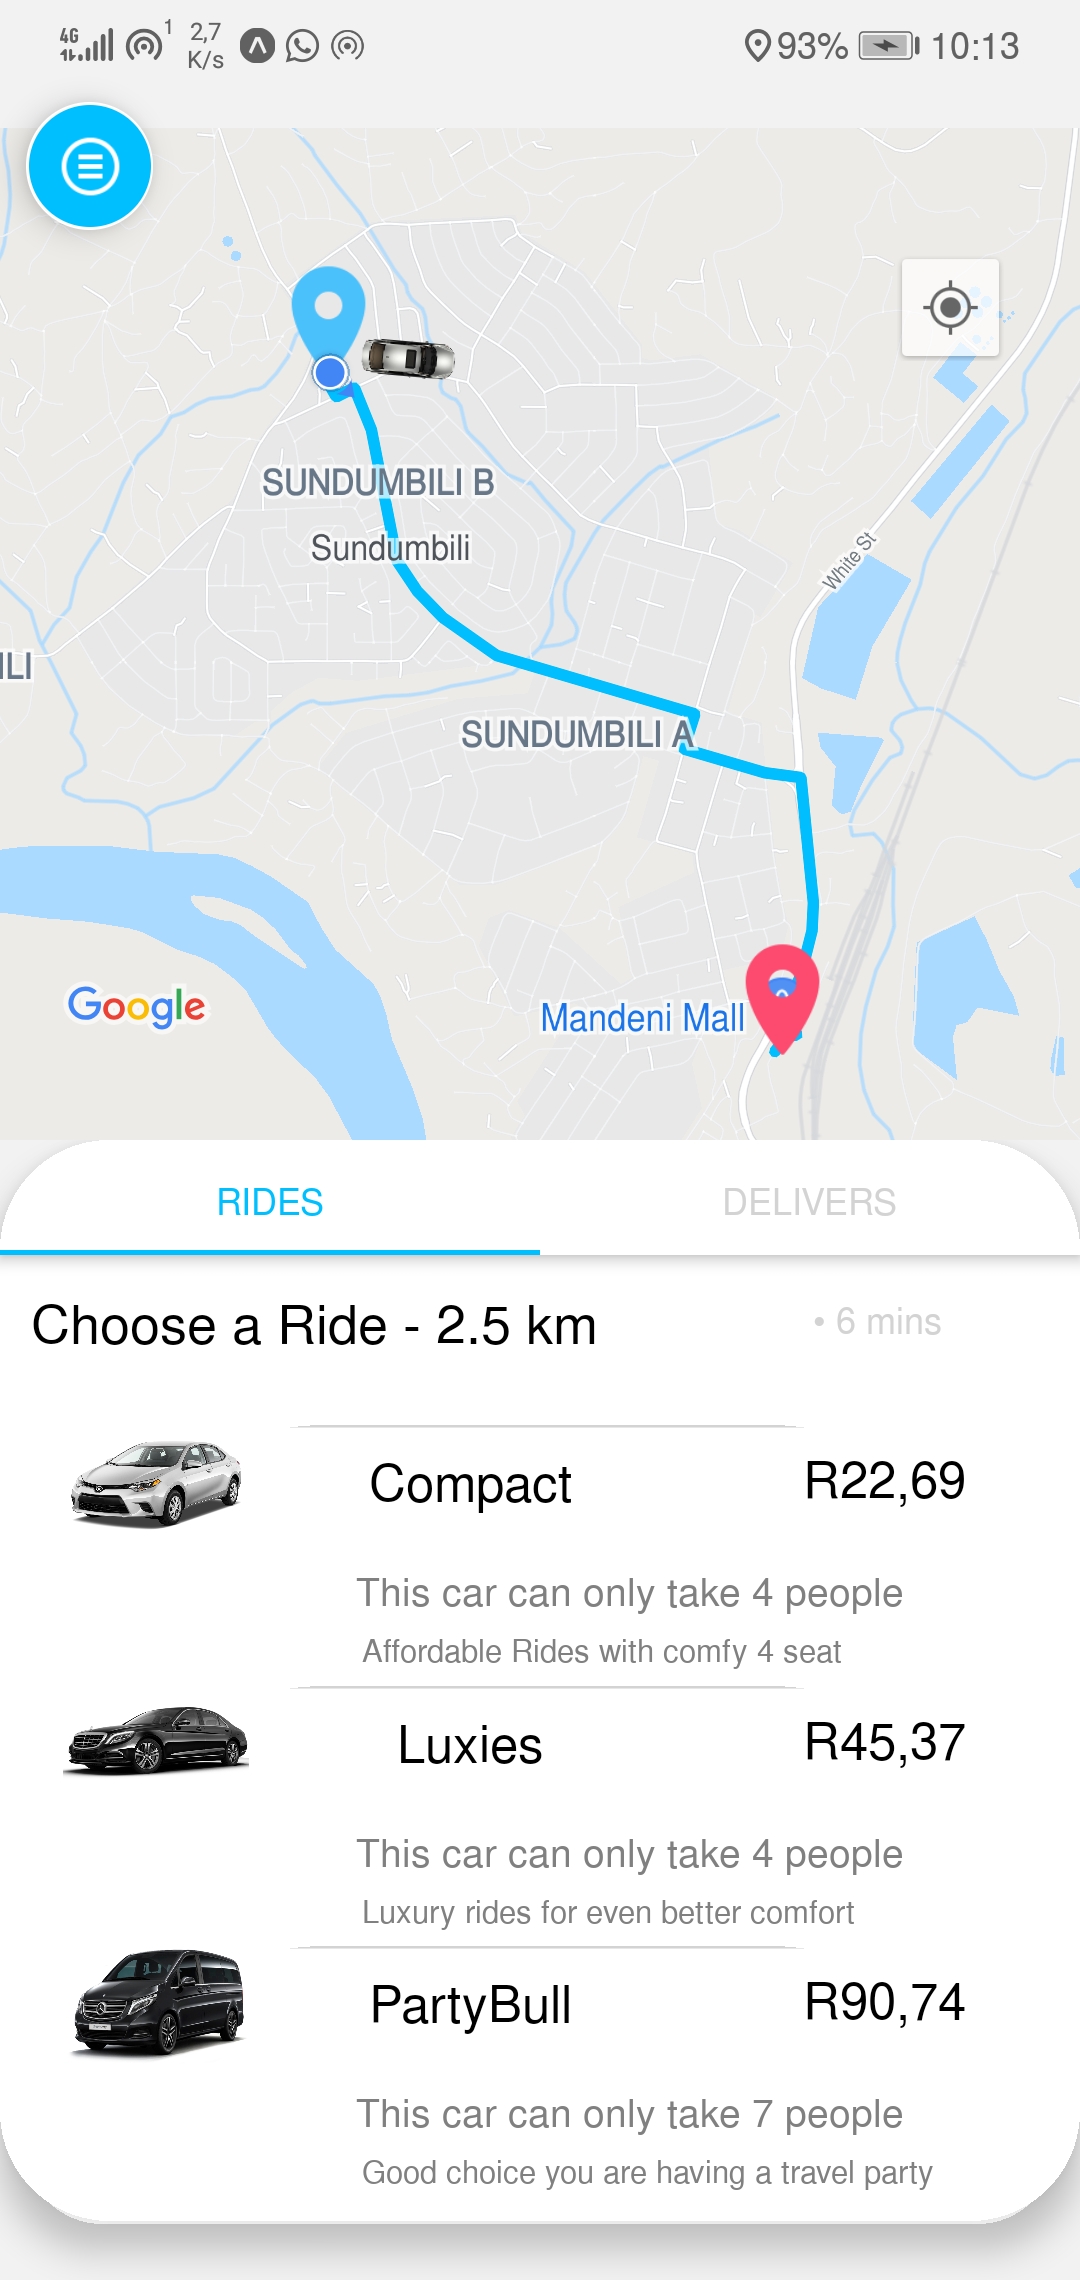 4G 1 2,7 K/s 93% 10:13
SUNDUMBILI B
Sundumbili
White St
ILI
SUNDUMBILI A
Google
Mandeni Mall
RIDES DELIVERS
Choose a Ride - 2.5 km • 6 mins
Compact R22,69
This car can only take 4 people
Affordable Rides with comfy 4 seat
Luxies R45,37
This car can only take 4 people
Luxury rides for even better comfort
PartyBull R90,74
This car can only take 7 people
Good choice you are having a travel party